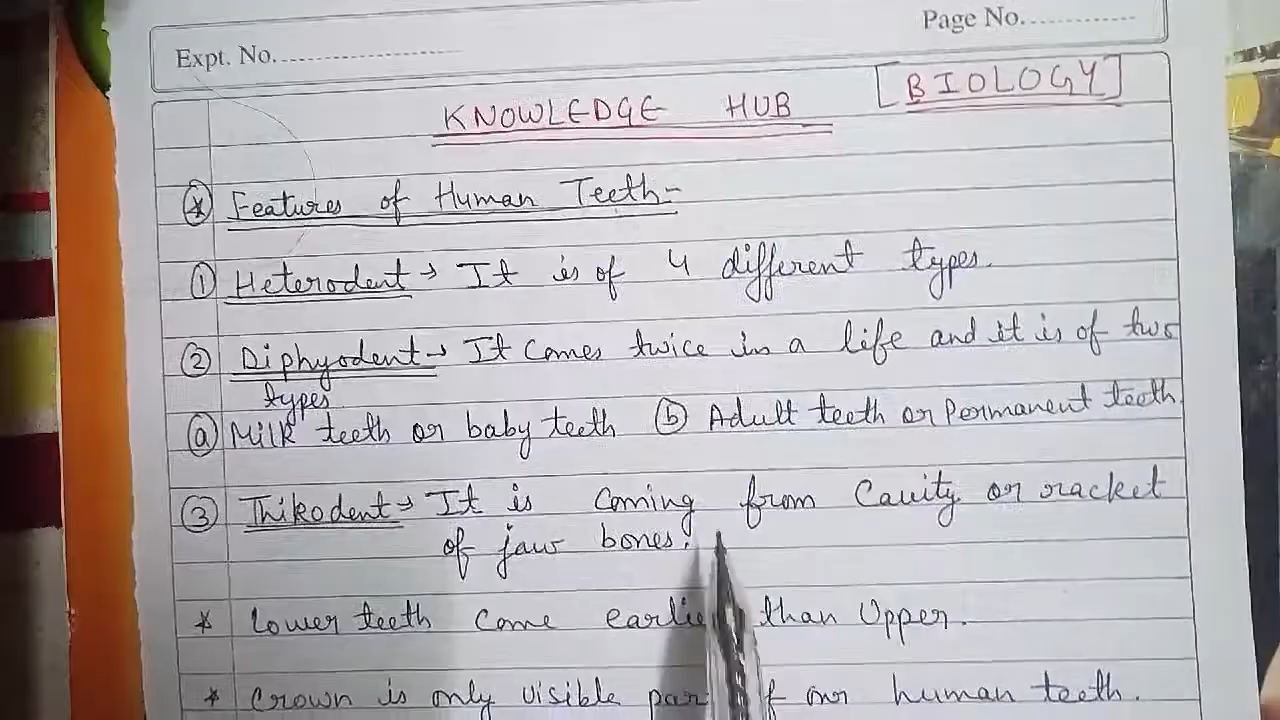 Expt. No.
Page No.
KNOWLEDGE HUB [BIOLOGY]
Features of Human Teeth-
① Heterodent → It is of 4 different types.
② Diphyodent → It comes twice in a life and it is of two
types
ⓐ Milk teeth or baby teeth ⓑ Adult teeth or Permanent teeth
③ Thikodent → It is coming from Cavity or racket
of jaw bones.
* Lower teeth come than Upper.
* Crown is only visible our human teeth.